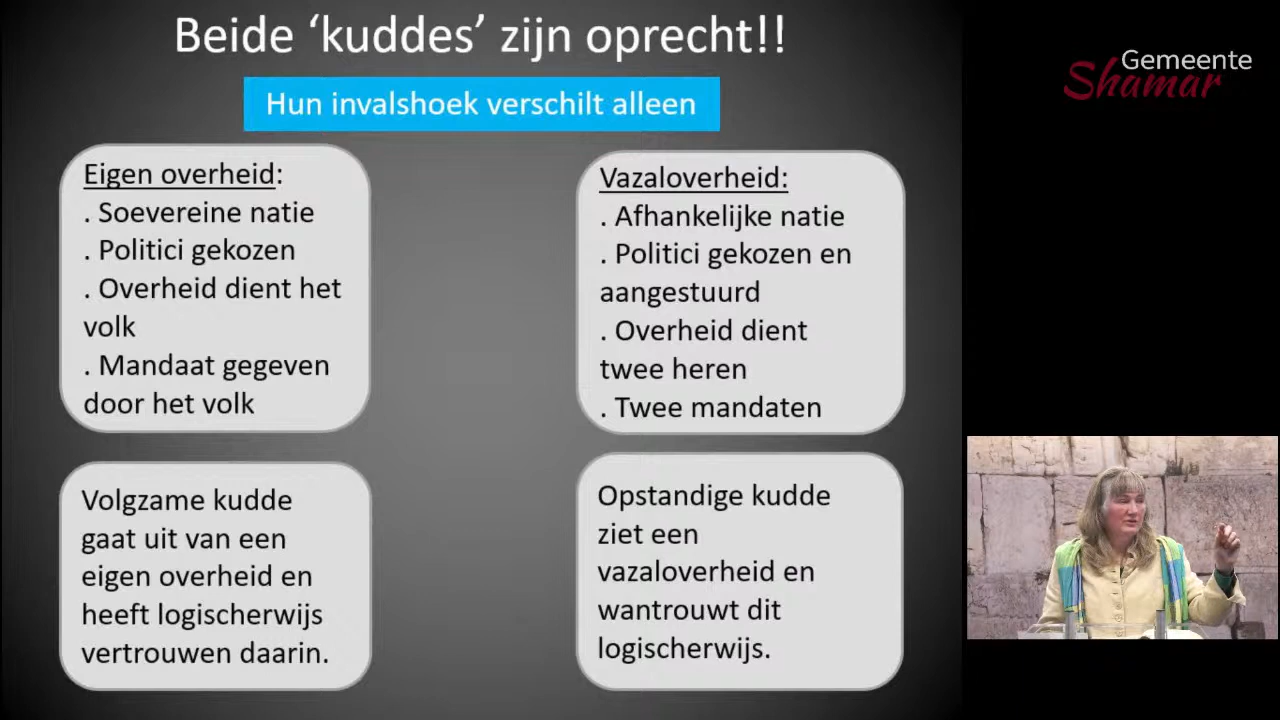 Beide ‘kuddes’ zijn oprecht!!
Hun invalshoek verschilt alleen
Eigen overheid:
. Soevereine natie
. Politici gekozen
. Overheid dient het
volk
. Mandaat gegeven
door het volk
Vazaloverheid:
. Afhankelijke natie
. Politici gekozen en
aangestuurd
. Overheid dient
twee heren
. Twee mandaten
Volgzame kudde
gaat uit van een
eigen overheid en
heeft logischerwijs
vertrouwen daarin.
Opstandige kudde
ziet een
vazaloverheid en
wantrouwt dit
logischerwijs.
Gemeente
Shamar